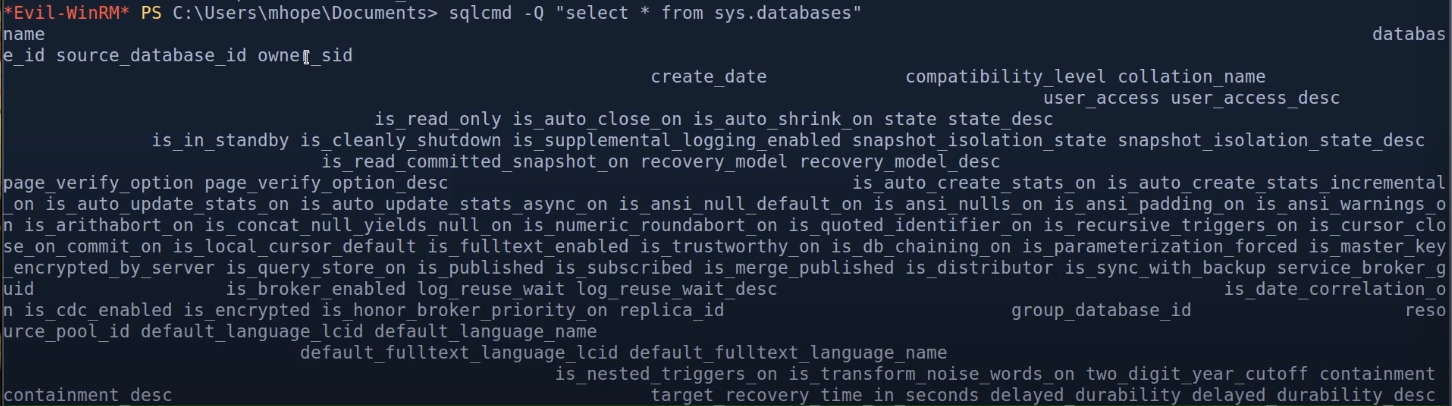 *Evil-WinRM* PS C:\Users\mhope\Documents> sqlcmd -Q "select * from sys.databases"
name databas
e_id source_database_id owner_sid
create_date compatibility_level collation_name
user_access user_access_desc
is_read_only is_auto_close_on is_auto_shrink_on state state_desc
is_in_standby is_cleanly_shutdown is_supplemental_logging_enabled snapshot_isolation_state snapshot_isolation_state_desc
is_read_committed_snapshot_on recovery_model recovery_model_desc
page_verify_option page_verify_option_desc is_auto_create_stats_on is_auto_create_stats_incremental
_on is_auto_update_stats_on is_auto_update_stats_async_on is_ansi_null_default_on is_ansi_nulls_on is_ansi_padding_on is_ansi_warnings_o
n is_arithabort_on is_concat_null_yields_null_on is_numeric_roundabort_on is_quoted_identifier_on is_recursive_triggers_on is_cursor_clo
se_on_commit_on is_local_cursor_default is_fulltext_enabled is_trustworthy_on is_db_chaining_on is_parameterization_forced is_master_key
_encrypted_by_server is_query_store_on is_published is_subscribed is_merge_published is_distributor is_sync_with_backup service_broker_g
uid is_broker_enabled log_reuse_wait log_reuse_wait_desc is_date_correlation_o
n is_cdc_enabled is_encrypted is_honor_broker_priority_on replica_id group_database_id reso
urce_pool_id default_language_lcid default_language_name
default_fulltext_language_lcid default_fulltext_language_name
is_nested_triggers_on is_transform_noise_words_on two_digit_year_cutoff containment
containment_desc target_recovery_time_in_seconds delayed_durability delayed_durability_desc